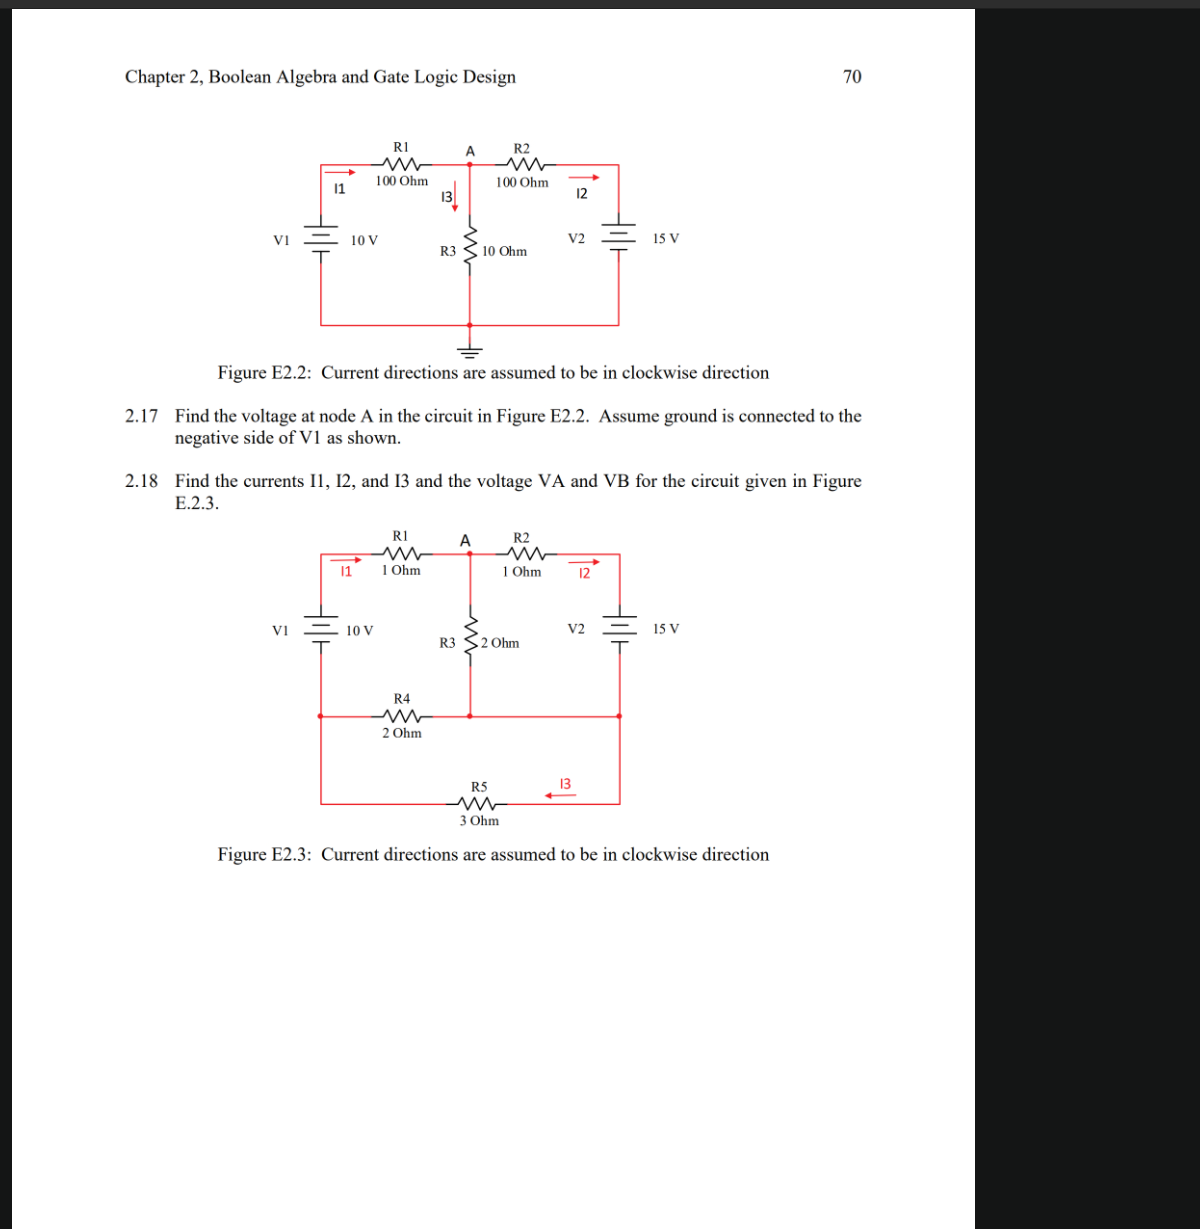 Chapter 2, Boolean Algebra and Gate Logic Design 70
R1 A R2
100 Ohm 100 Ohm
I1 I3 I2
V1 10 V V2 15 V
R3 10 Ohm
Figure E2.2: Current directions are assumed to be in clockwise direction
2.17 Find the voltage at node A in the circuit in Figure E2.2. Assume ground is connected to the
negative side of V1 as shown.
2.18 Find the currents I1, I2, and I3 and the voltage VA and VB for the circuit given in Figure
E.2.3.
R1 A R2
I1 1 Ohm 1 Ohm I2
V1 10 V V2 15 V
R3 2 Ohm
R4
2 Ohm
R5 I3
3 Ohm
Figure E2.3: Current directions are assumed to be in clockwise direction